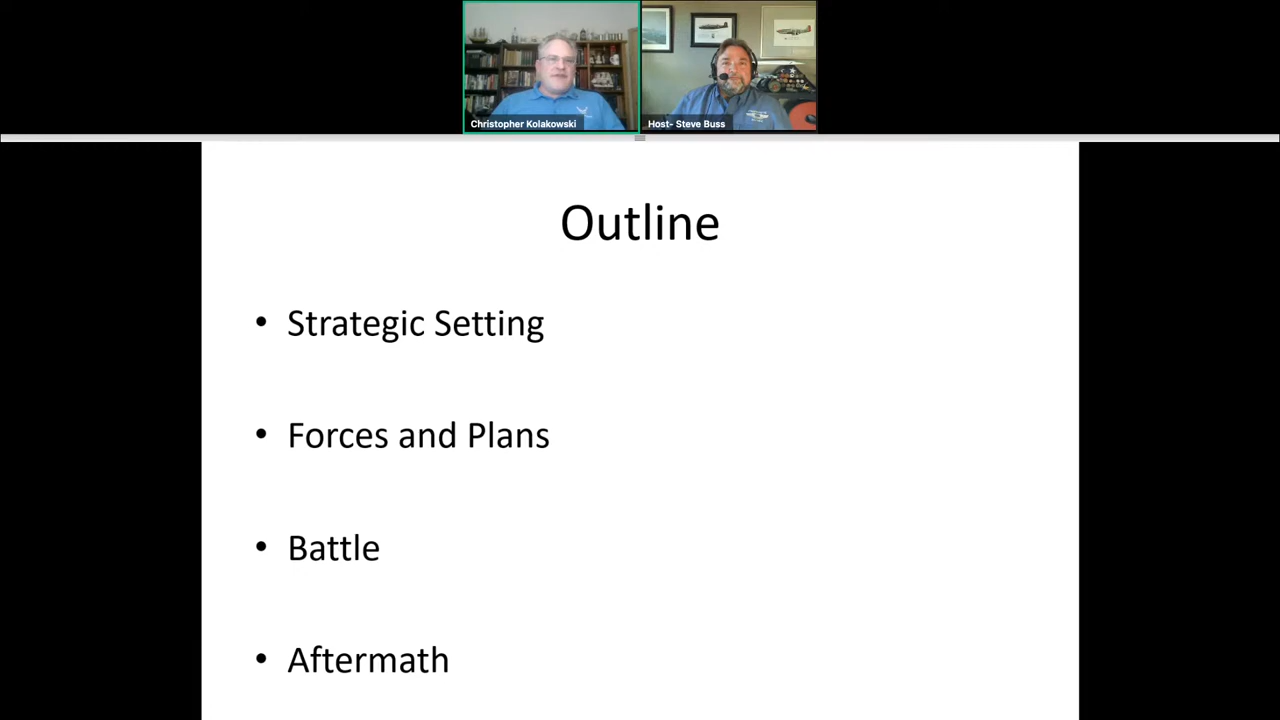 Christopher Kolakowski
Host- Steve Buss
Outline
• Strategic Setting
• Forces and Plans
• Battle
• Aftermath